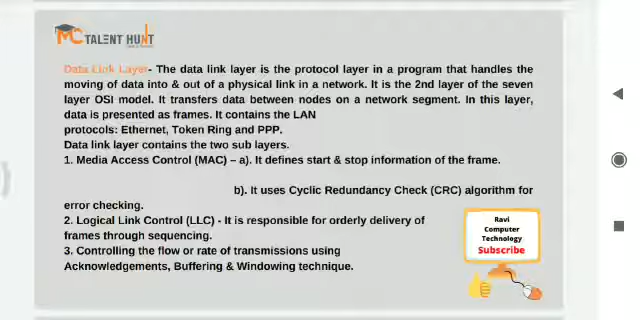 MC TALENT HUNT
Data Link Layer- The data link layer is the protocol layer in a program that handles the
moving of data into & out of a physical link in a network. It is the 2nd layer of the seven
layer OSI model. It transfers data between nodes on a network segment. In this layer,
data is presented as frames. It contains the LAN
protocols: Ethernet, Token Ring and PPP.
Data link layer contains the two sub layers.
1. Media Access Control (MAC) – a). It defines start & stop information of the frame.
b). It uses Cyclic Redundancy Check (CRC) algorithm for
error checking.
2. Logical Link Control (LLC) - It is responsible for orderly delivery of
frames through sequencing.
3. Controlling the flow or rate of transmissions using
Acknowledgements, Buffering & Windowing technique.
Ravi
Computer
Technology
Subscribe